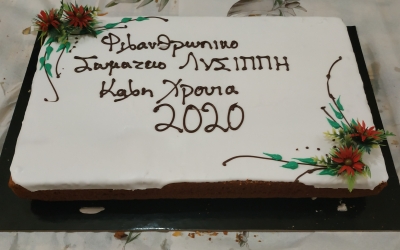 Φιλανθρωπικο
Σωματειο ΛΥΣΙΠΠΗ
Καλη Χρονια
2020